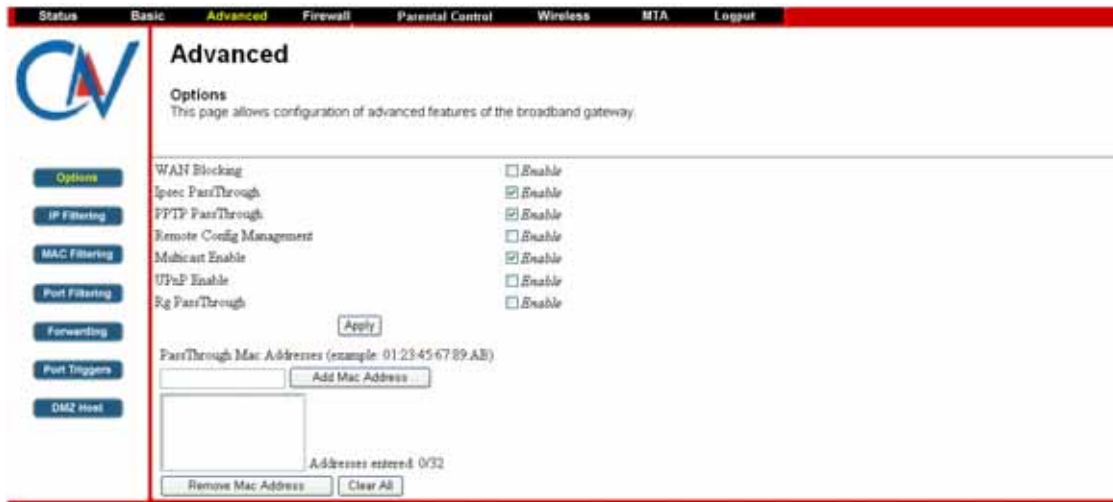 Status Basic Advanced Firewall Parental Control Wireless MTA Logout
CAV
Advanced
Options
This page allows configuration of advanced features of the broadband gateway.
Options
IP Filtering
MAC Filtering
Port Filtering
Forwarding
Port Triggers
DMZ Host
WAN Blocking Enable
Ipsec PassThrough Enable
PPTP PassThrough Enable
Remote Config Management Enable
Multicast Enable Enable
UPnP Enable Enable
Rg PassThrough Enable
Apply
PassThrough Mac Addresses (example: 01:23:45:67:89:AB)
Add Mac Address
Addresses entered: 0/32
Remove Mac Address Clear All